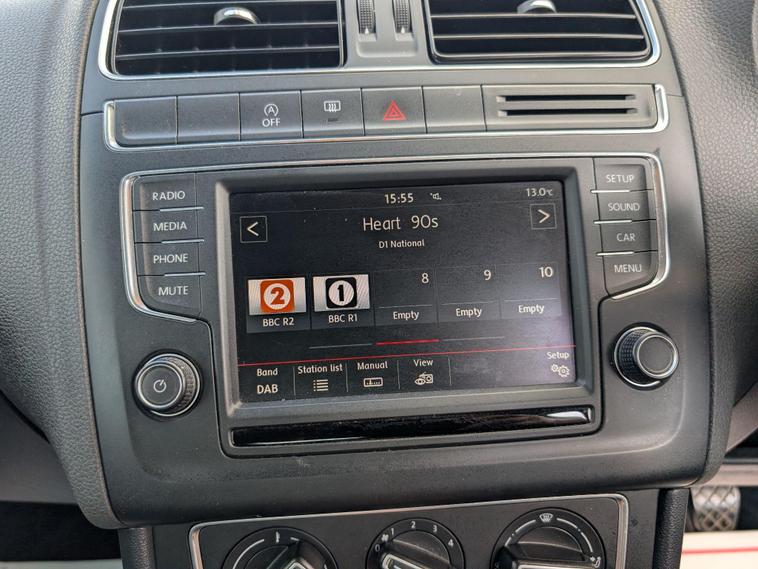 A OFF
RADIO
MEDIA
PHONE
MUTE
SETUP
SOUND
CAR
MENU
15:55 13.0°C
< Heart 90s >
D1 National
2 1 8 9 10
BBC R2 BBC R1 Empty Empty Empty
Band Station list Manual View Setup
DAB
0 1 2 3 4